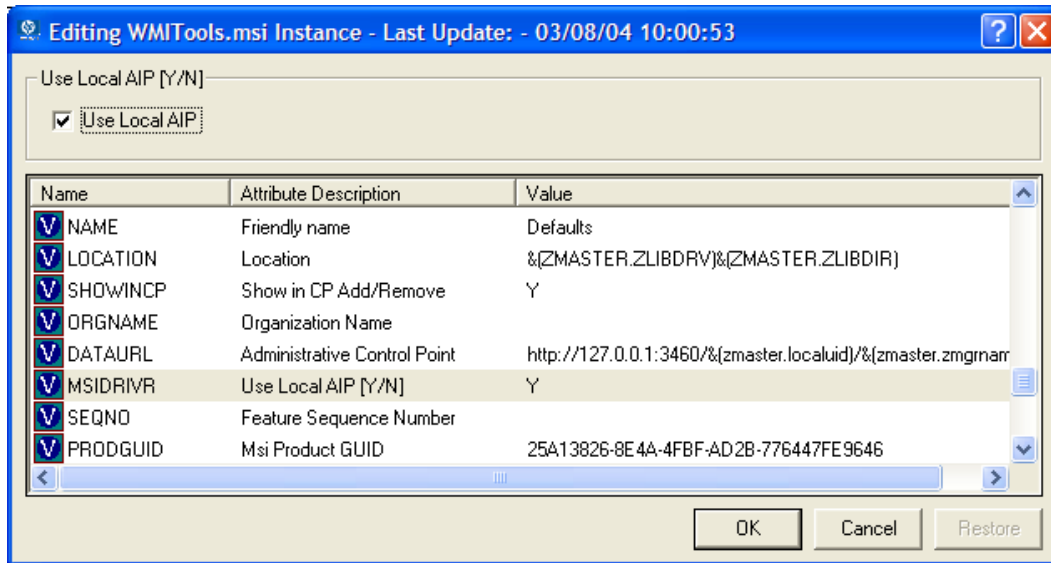 Editing WMITools.msi Instance - Last Update: - 03/08/04 10:00:53
Use Local AIP [Y/N]
Use Local AIP
Name Attribute Description Value
V NAME Friendly name Defaults
V LOCATION Location &(ZMASTER.ZLIBDRV)&(ZMASTER.ZLIBDIR)
V SHOWINCP Show in CP Add/Remove Y
V ORGNAME Organization Name
V DATAURL Administrative Control Point http://127.0.0.1:3460/&(zmaster.localuid)/&(zmaster.zmgrnam
V MSIDRIVR Use Local AIP [Y/N] Y
V SEQNO Feature Sequence Number
V PRODGUID Msi Product GUID 25A13826-8E4A-4FBF-AD2B-776447FE9646
OK Cancel Restore